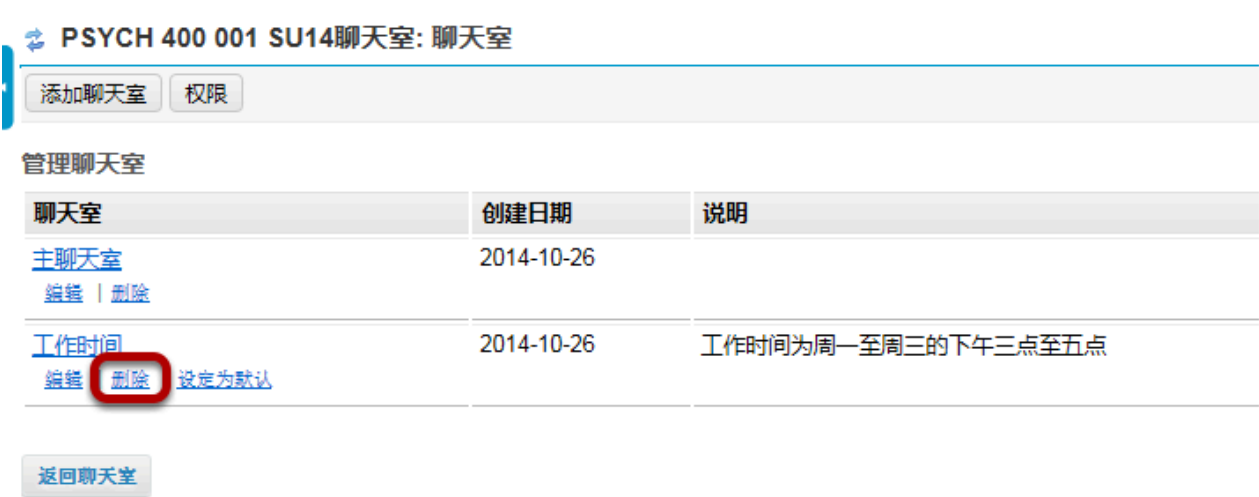 PSYCH 400 001 SU14聊天室: 聊天室
添加聊天室 权限
管理聊天室
聊天室 创建日期 说明
主聊天室 2014-10-26
编辑 | 删除
工作时间 2014-10-26 工作时间为周一至周三的下午三点至五点
编辑 删除 设定为默认
返回聊天室